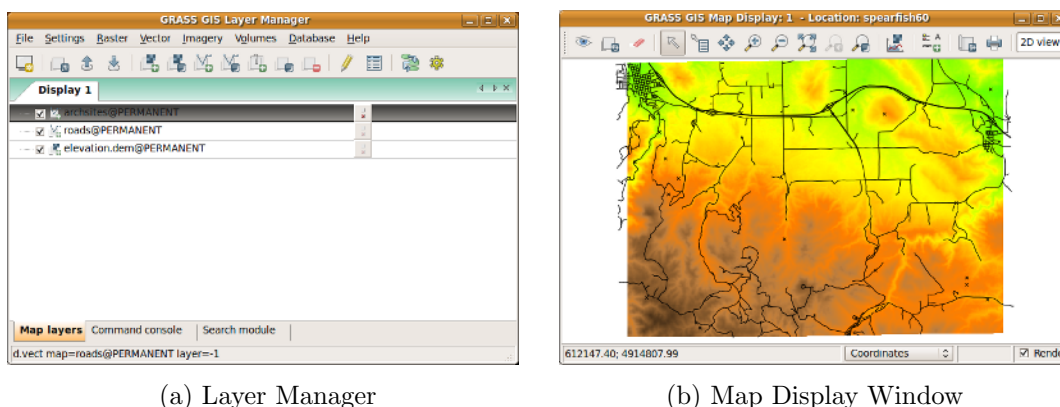 GRASS GIS Layer Manager
File Settings Raster Vector Imagery Volumes Database Help
Display 1
archsites@PERMANENT
roads@PERMANENT
elevation.dem@PERMANENT
Map layers Command console Search module
d.vect map=roads@PERMANENT layer=-1
(a) Layer Manager
GRASS GIS Map Display: 1 - Location: spearfish60
2D view
612147.40; 4914807.99 Coordinates Rende
(b) Map Display Window